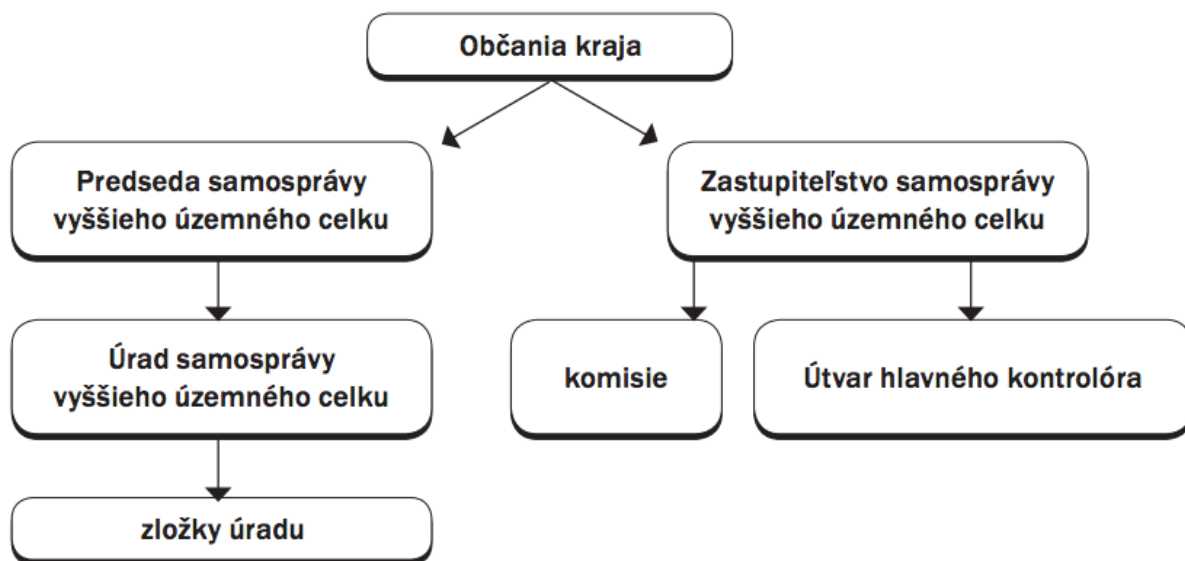 Občania kraja
Predseda samosprávy
vyššieho územného celku
Zastupiteľstvo samosprávy
vyššieho územného celku
Úrad samosprávy
vyššieho územného celku
komisie
Útvar hlavného kontrolóra
zložky úradu